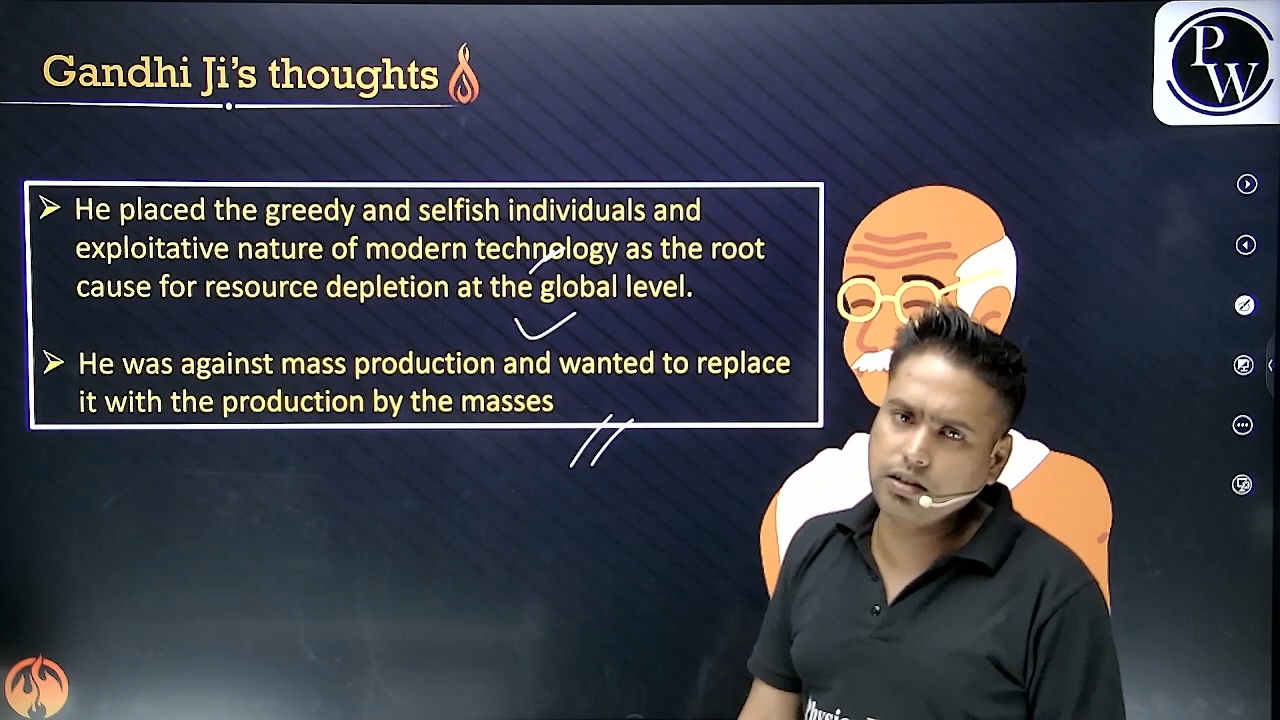 Gandhi Ji's thoughts
PW
He placed the greedy and selfish individuals and
exploitative nature of modern technology as the root
cause for resource depletion at the global level.
He was against mass production and wanted to replace
it with the production by the masses